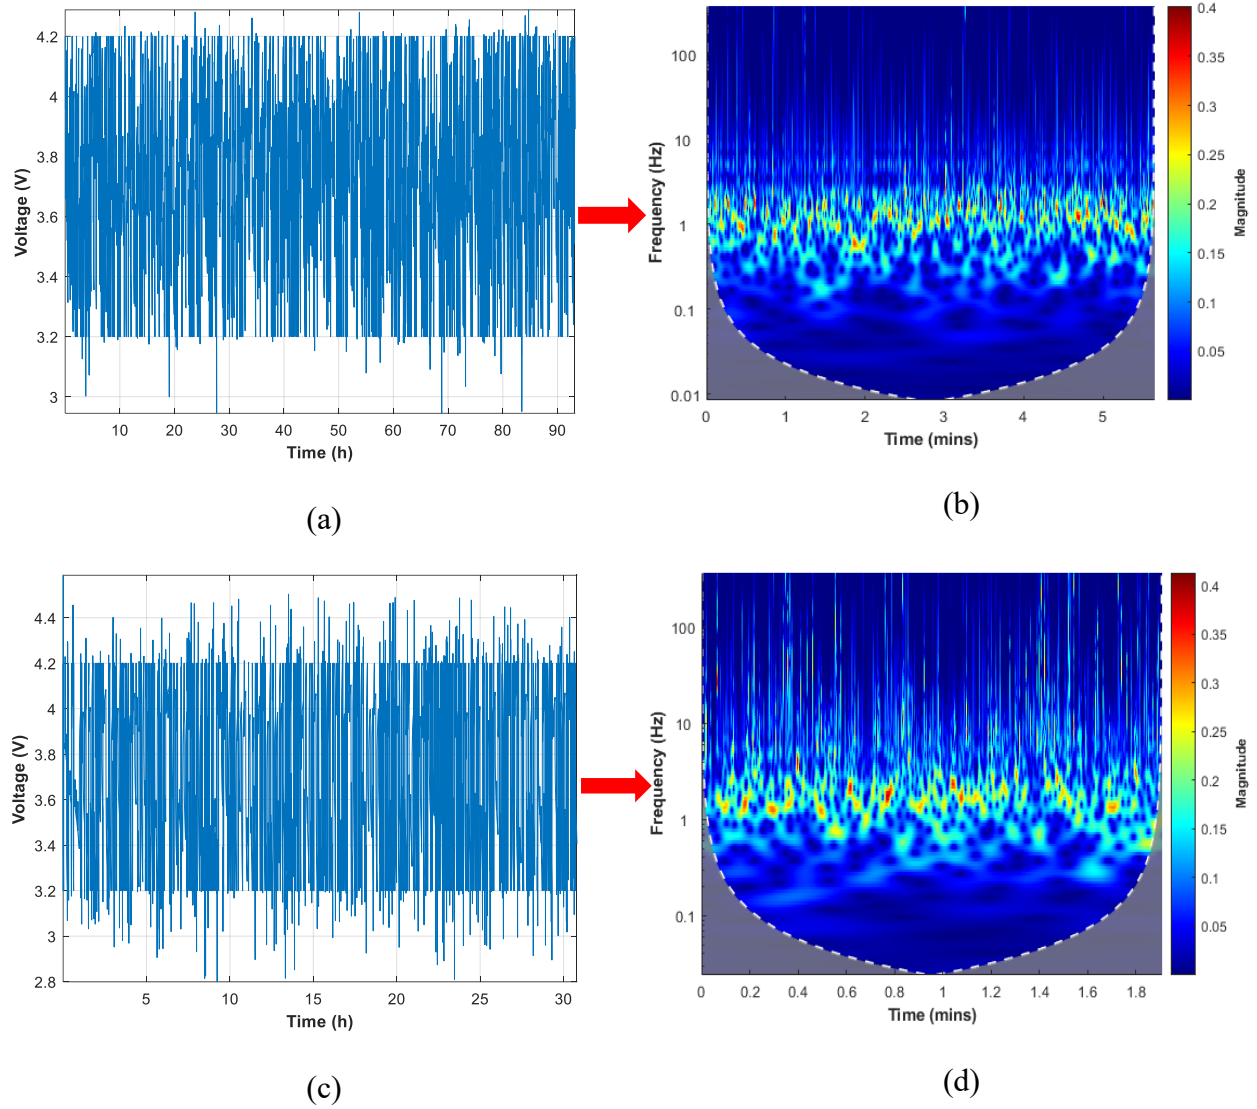 4.2
4
3.8
3.6
3.4
3.2
3
Voltage (V)
10 20 30 40 50 60 70 80 90
Time (h)
(a)
100
10
1
0.1
0.01
Frequency (Hz)
0 1 2 3 4 5
Time (mins)
0.4
0.35
0.3
0.25
0.2
0.15
0.1
0.05
Magnitude
(b)
4.4
4.2
4
3.8
3.6
3.4
3.2
3
2.8
Voltage (V)
5 10 15 20 25 30
Time (h)
(c)
100
10
1
0.1
Frequency (Hz)
0 0.2 0.4 0.6 0.8 1 1.2 1.4 1.6 1.8
Time (mins)
0.4
0.35
0.3
0.25
0.2
0.15
0.1
0.05
Magnitude
(d)